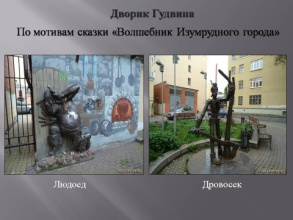 Дворик Гудвина
По мотивам сказки «Волшебник Изумрудного города»
Людоед
Дровосек